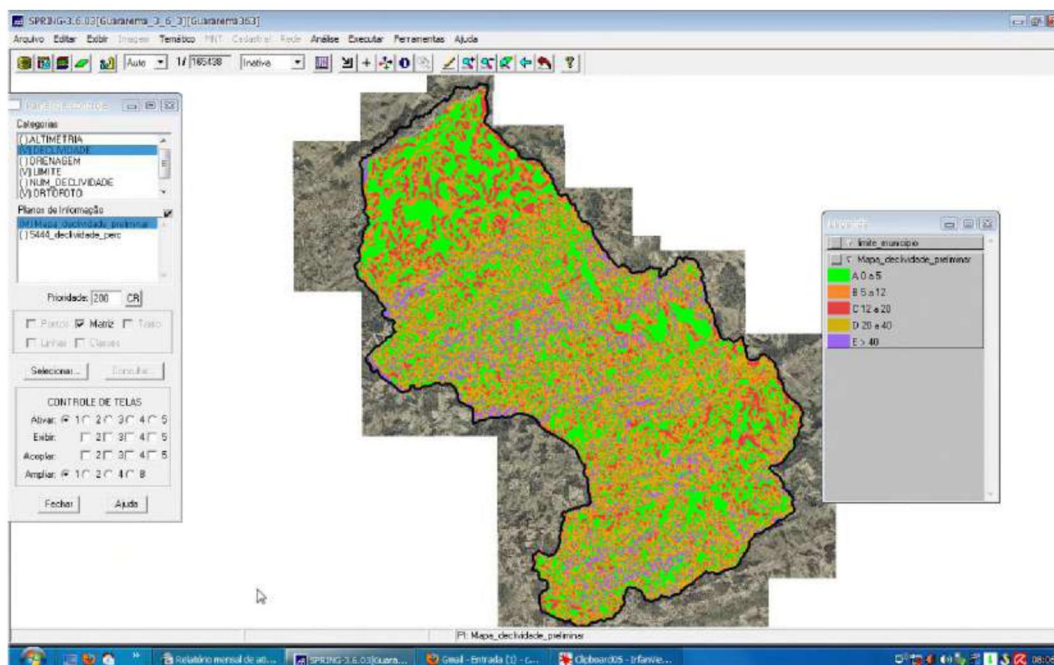 SPRING-3.6.03[Guararema_3_6_3][Guararema363]
Arquivo Editar Exibir Imagem Temático MNT Cadastral Rede Análise Executar Ferramentas Ajuda
Auto 1/ 165438 Inativa
Painel de controle
Categorias
( ) ALTIMETRIA
(V) DECLIVIDADE
( ) DRENAGEM
(V) LIMITE
( ) NUM_DECLIVIDADE
(V) ORTOFOTO
Planos de Informação
(M) Mapa_declividade_preliminar
( ) 5444_declividade_perc
Prioridade: 200 CR
Pontos Matriz Texto
Linhas Classes
Selecionar... Consultar...
CONTROLE DE TELAS
Ativar: 1 2 3 4 5
Exibir: 2 3 4 5
Acoplar: 2 3 4 5
Ampliar: 1 2 4 8
Fechar Ajuda
Legenda
limite_municipio
Mapa_declividade_preliminar
A 0 a 5
B 5 a 12
C 12 a 20
D 20 a 40
E > 40
PI: Mapa_declividade_preliminar
Relatório mensal de ati... SPRING-3.6.03[Guara... Gmail - Entrada (1) - c... Clipboard05 - IrfanVie...